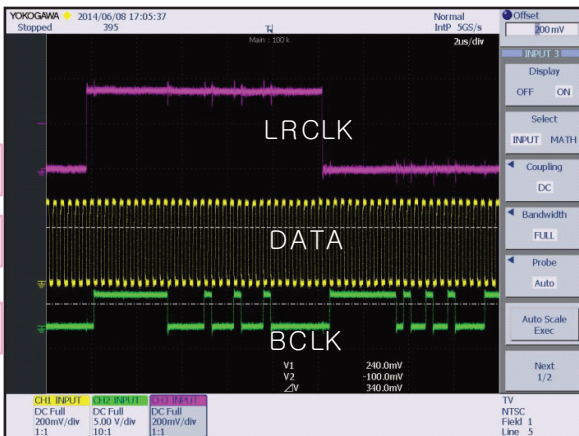 YOKOGAWA 2014/06/08 17:05:37
Stopped 395
Normal
IntP 5GS/s
Main : 100 k
2us/div
LRCLK
DATA
BCLK
V1 240.0mV
V2 -100.0mV
⊿V 340.0mV
CH1 INPUT
DC Full
200mV/div
1:1
CH2 INPUT
DC Full
5.00 V/div
10:1
CH3 INPUT
DC Full
200mV/div
1:1
Offset
200mV
INPUT 3
Display
OFF ON
Select
INPUT MATH
Coupling
DC
Bandwidth
FULL
Probe
Auto
Auto Scale
Exec
Next
1/2
TV
NTSC
Field 1
Line 5